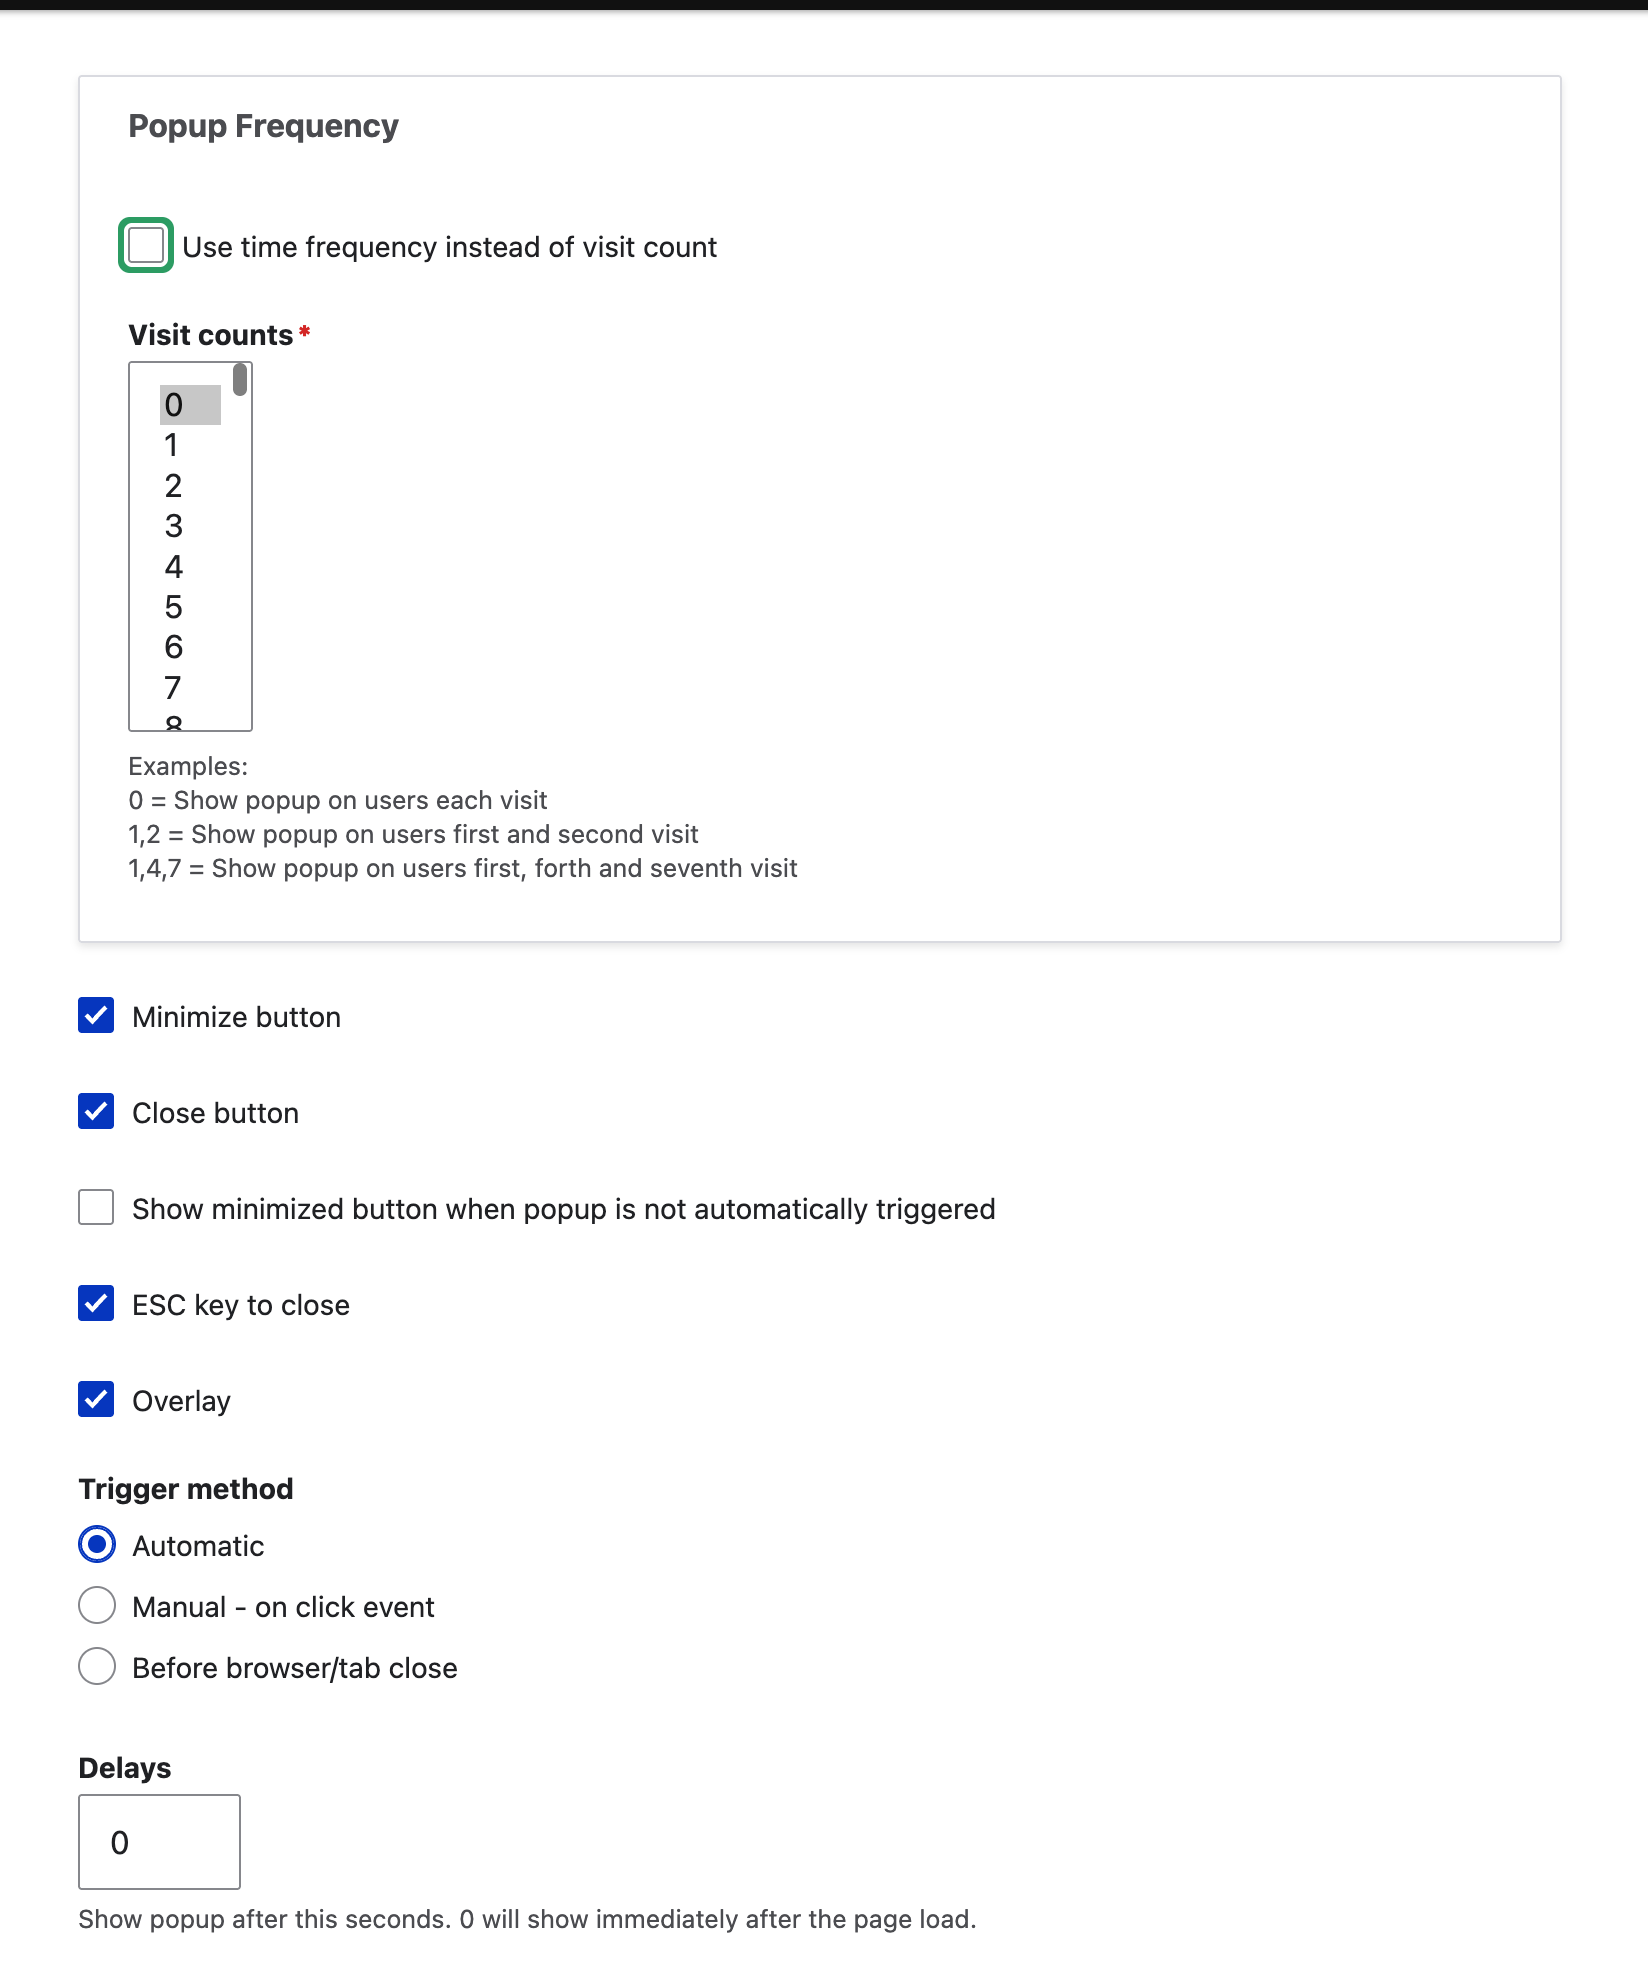 Popup Frequency
Use time frequency instead of visit count
Visit counts*
0
1
2
3
4
5
6
7
8
Examples:
0 = Show popup on users each visit
1,2 = Show popup on users first and second visit
1,4,7 = Show popup on users first, forth and seventh visit
Minimize button
Close button
Show minimized button when popup is not automatically triggered
ESC key to close
Overlay
Trigger method
Automatic
Manual - on click event
Before browser/tab close
Delays
0
Show popup after this seconds. 0 will show immediately after the page load.